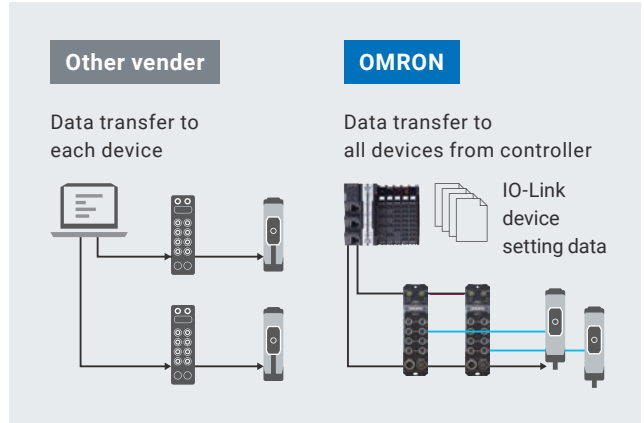 Other vender
Data transfer to
each device
OMRON
Data transfer to
all devices from controller
IO-Link
device
setting data